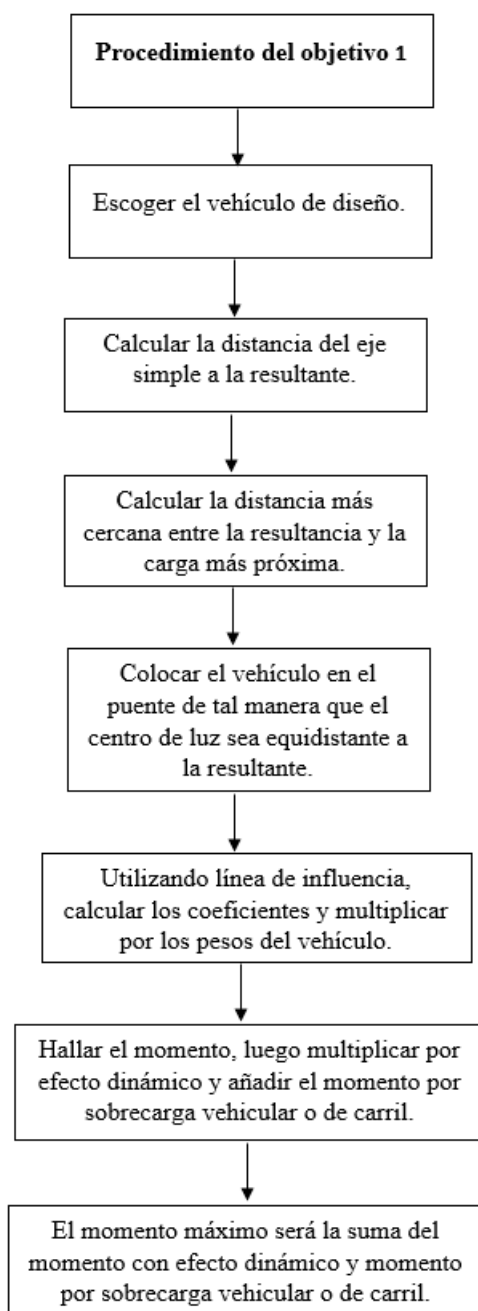 Procedimiento del objetivo 1
Escoger el vehículo de diseño.
Calcular la distancia del eje
simple a la resultante.
Calcular la distancia más
cercana entre la resultancia y la
carga más próxima.
Colocar el vehículo en el
puente de tal manera que el
centro de luz sea equidistante a
la resultante.
Utilizando línea de influencia,
calcular los coeficientes y multiplicar
por los pesos del vehículo.
Hallar el momento, luego multiplicar por
efecto dinámico y añadir el momento por
sobrecarga vehicular o de carril.
El momento máximo será la suma del
momento con efecto dinámico y momento
por sobrecarga vehicular o de carril.